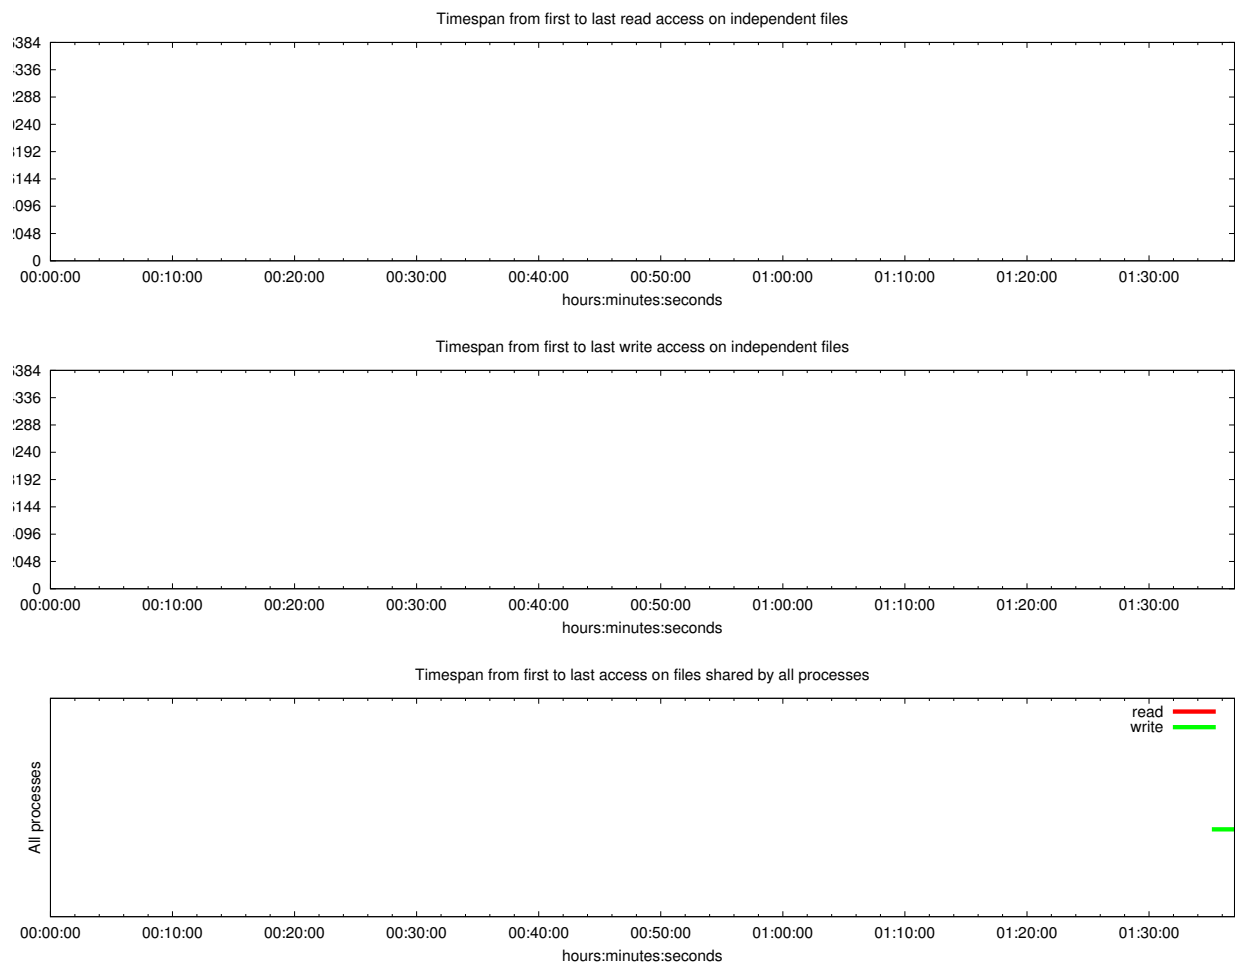 Timespan from first to last read access on independent files
384
336
288
240
192
144
096
048
0
00:00:00 00:10:00 00:20:00 00:30:00 00:40:00 00:50:00 01:00:00 01:10:00 01:20:00 01:30:00
hours:minutes:seconds
Timespan from first to last write access on independent files
384
336
288
240
192
144
096
048
0
00:00:00 00:10:00 00:20:00 00:30:00 00:40:00 00:50:00 01:00:00 01:10:00 01:20:00 01:30:00
hours:minutes:seconds
Timespan from first to last access on files shared by all processes
read
write
All processes
00:00:00 00:10:00 00:20:00 00:30:00 00:40:00 00:50:00 01:00:00 01:10:00 01:20:00 01:30:00
hours:minutes:seconds